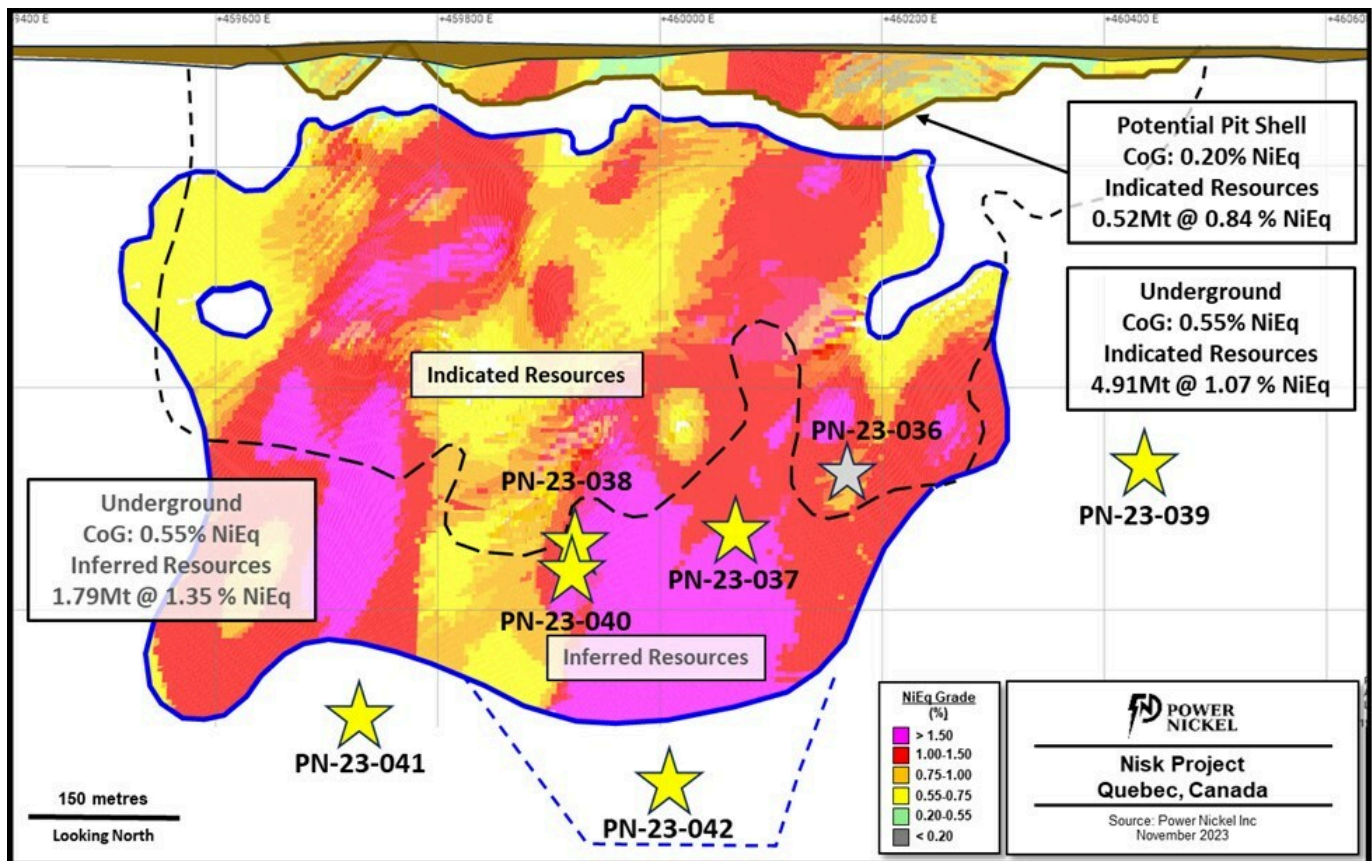 9400 E
+459600 E
+459800 E
+460000 E
+460200 E
+460400 E
+46060
Potential Pit Shell
CoG: 0.20% NiEq
Indicated Resources
0.52Mt @ 0.84 % NiEq
Underground
CoG: 0.55% NiEq
Indicated Resources
4.91Mt @ 1.07 % NiEq
Indicated Resources
PN-23-036
PN-23-038
Underground
CoG: 0.55% NiEq
Inferred Resources
1.79Mt @ 1.35 % NiEq
PN-23-039
PN-23-037
PN-23-040
Inferred Resources
PN-23-041
PN-23-042
150 metres
Looking North
NiEq Grade
(%)
> 1.50
1.00-1.50
0.75-1.00
0.55-0.75
0.20-0.55
< 0.20
POWER
NICKEL
Nisk Project
Quebec, Canada
Source: Power Nickel Inc
November 2023